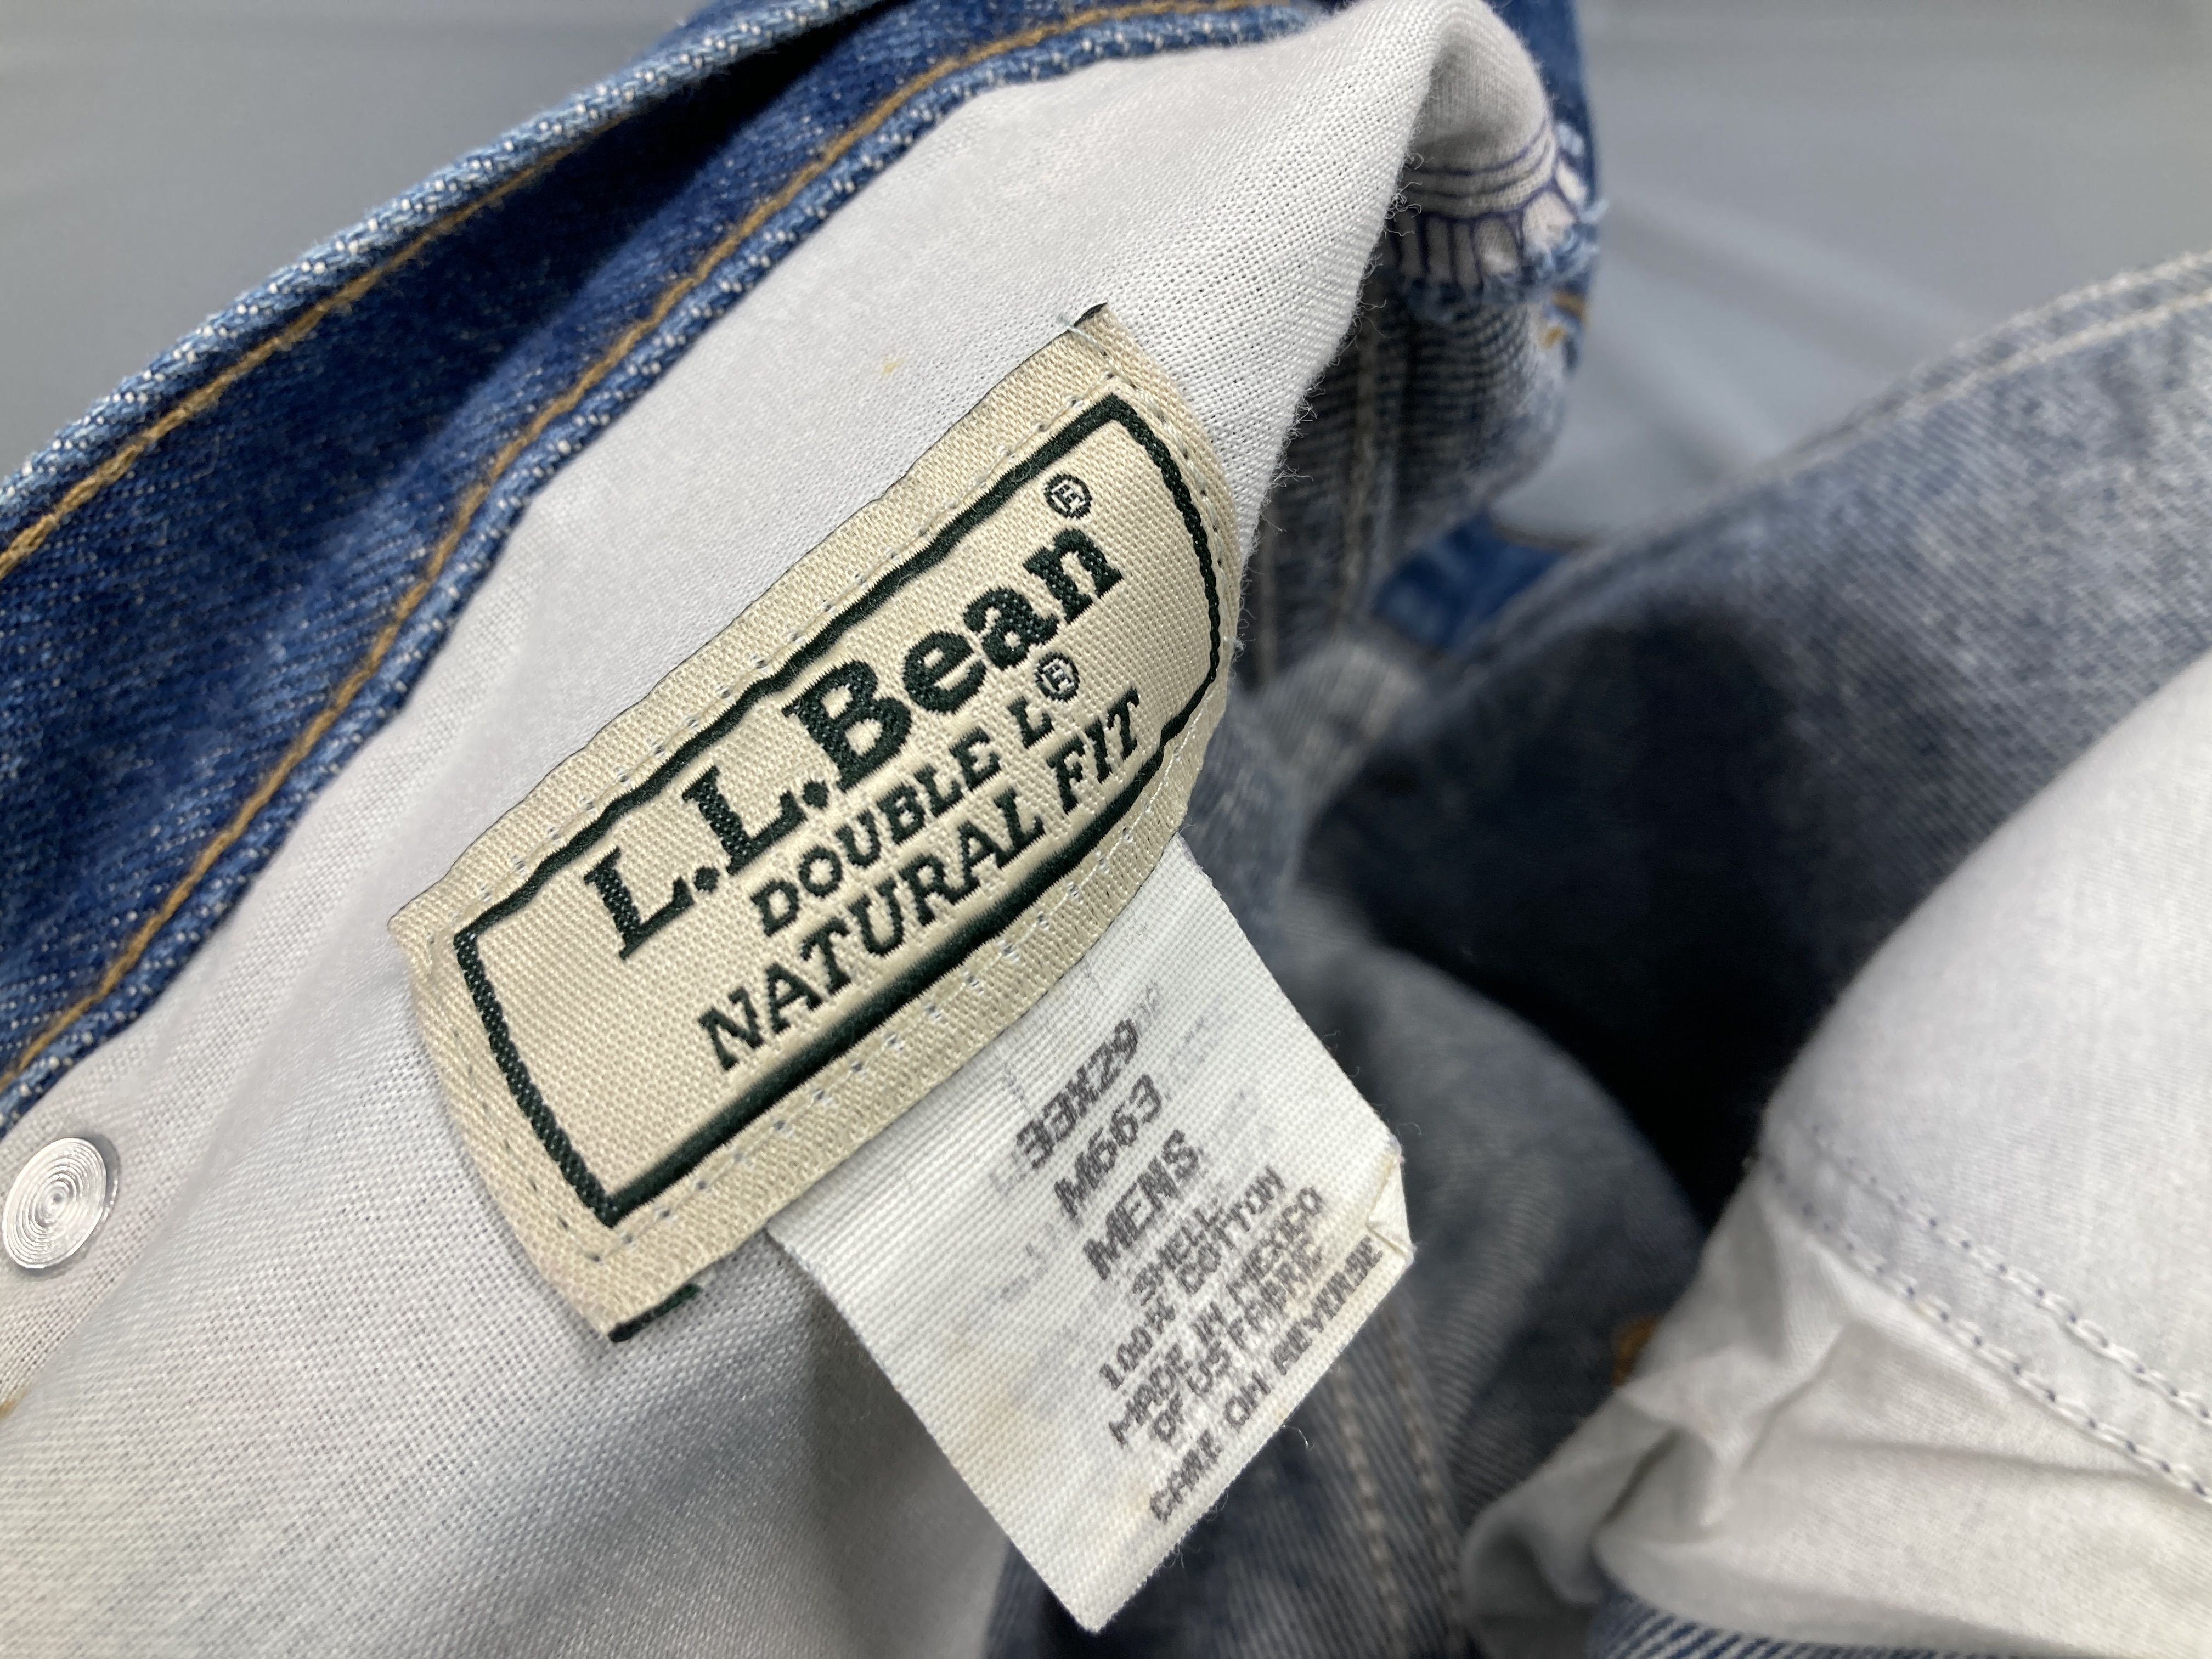 L.L.Bean®
DOUBLE L®
NATURAL FIT
33X29
M663
MENS
SHELL
100% COTTON
MADE IN MEXICO
OF US FABRIC
CARE ON REVERSE